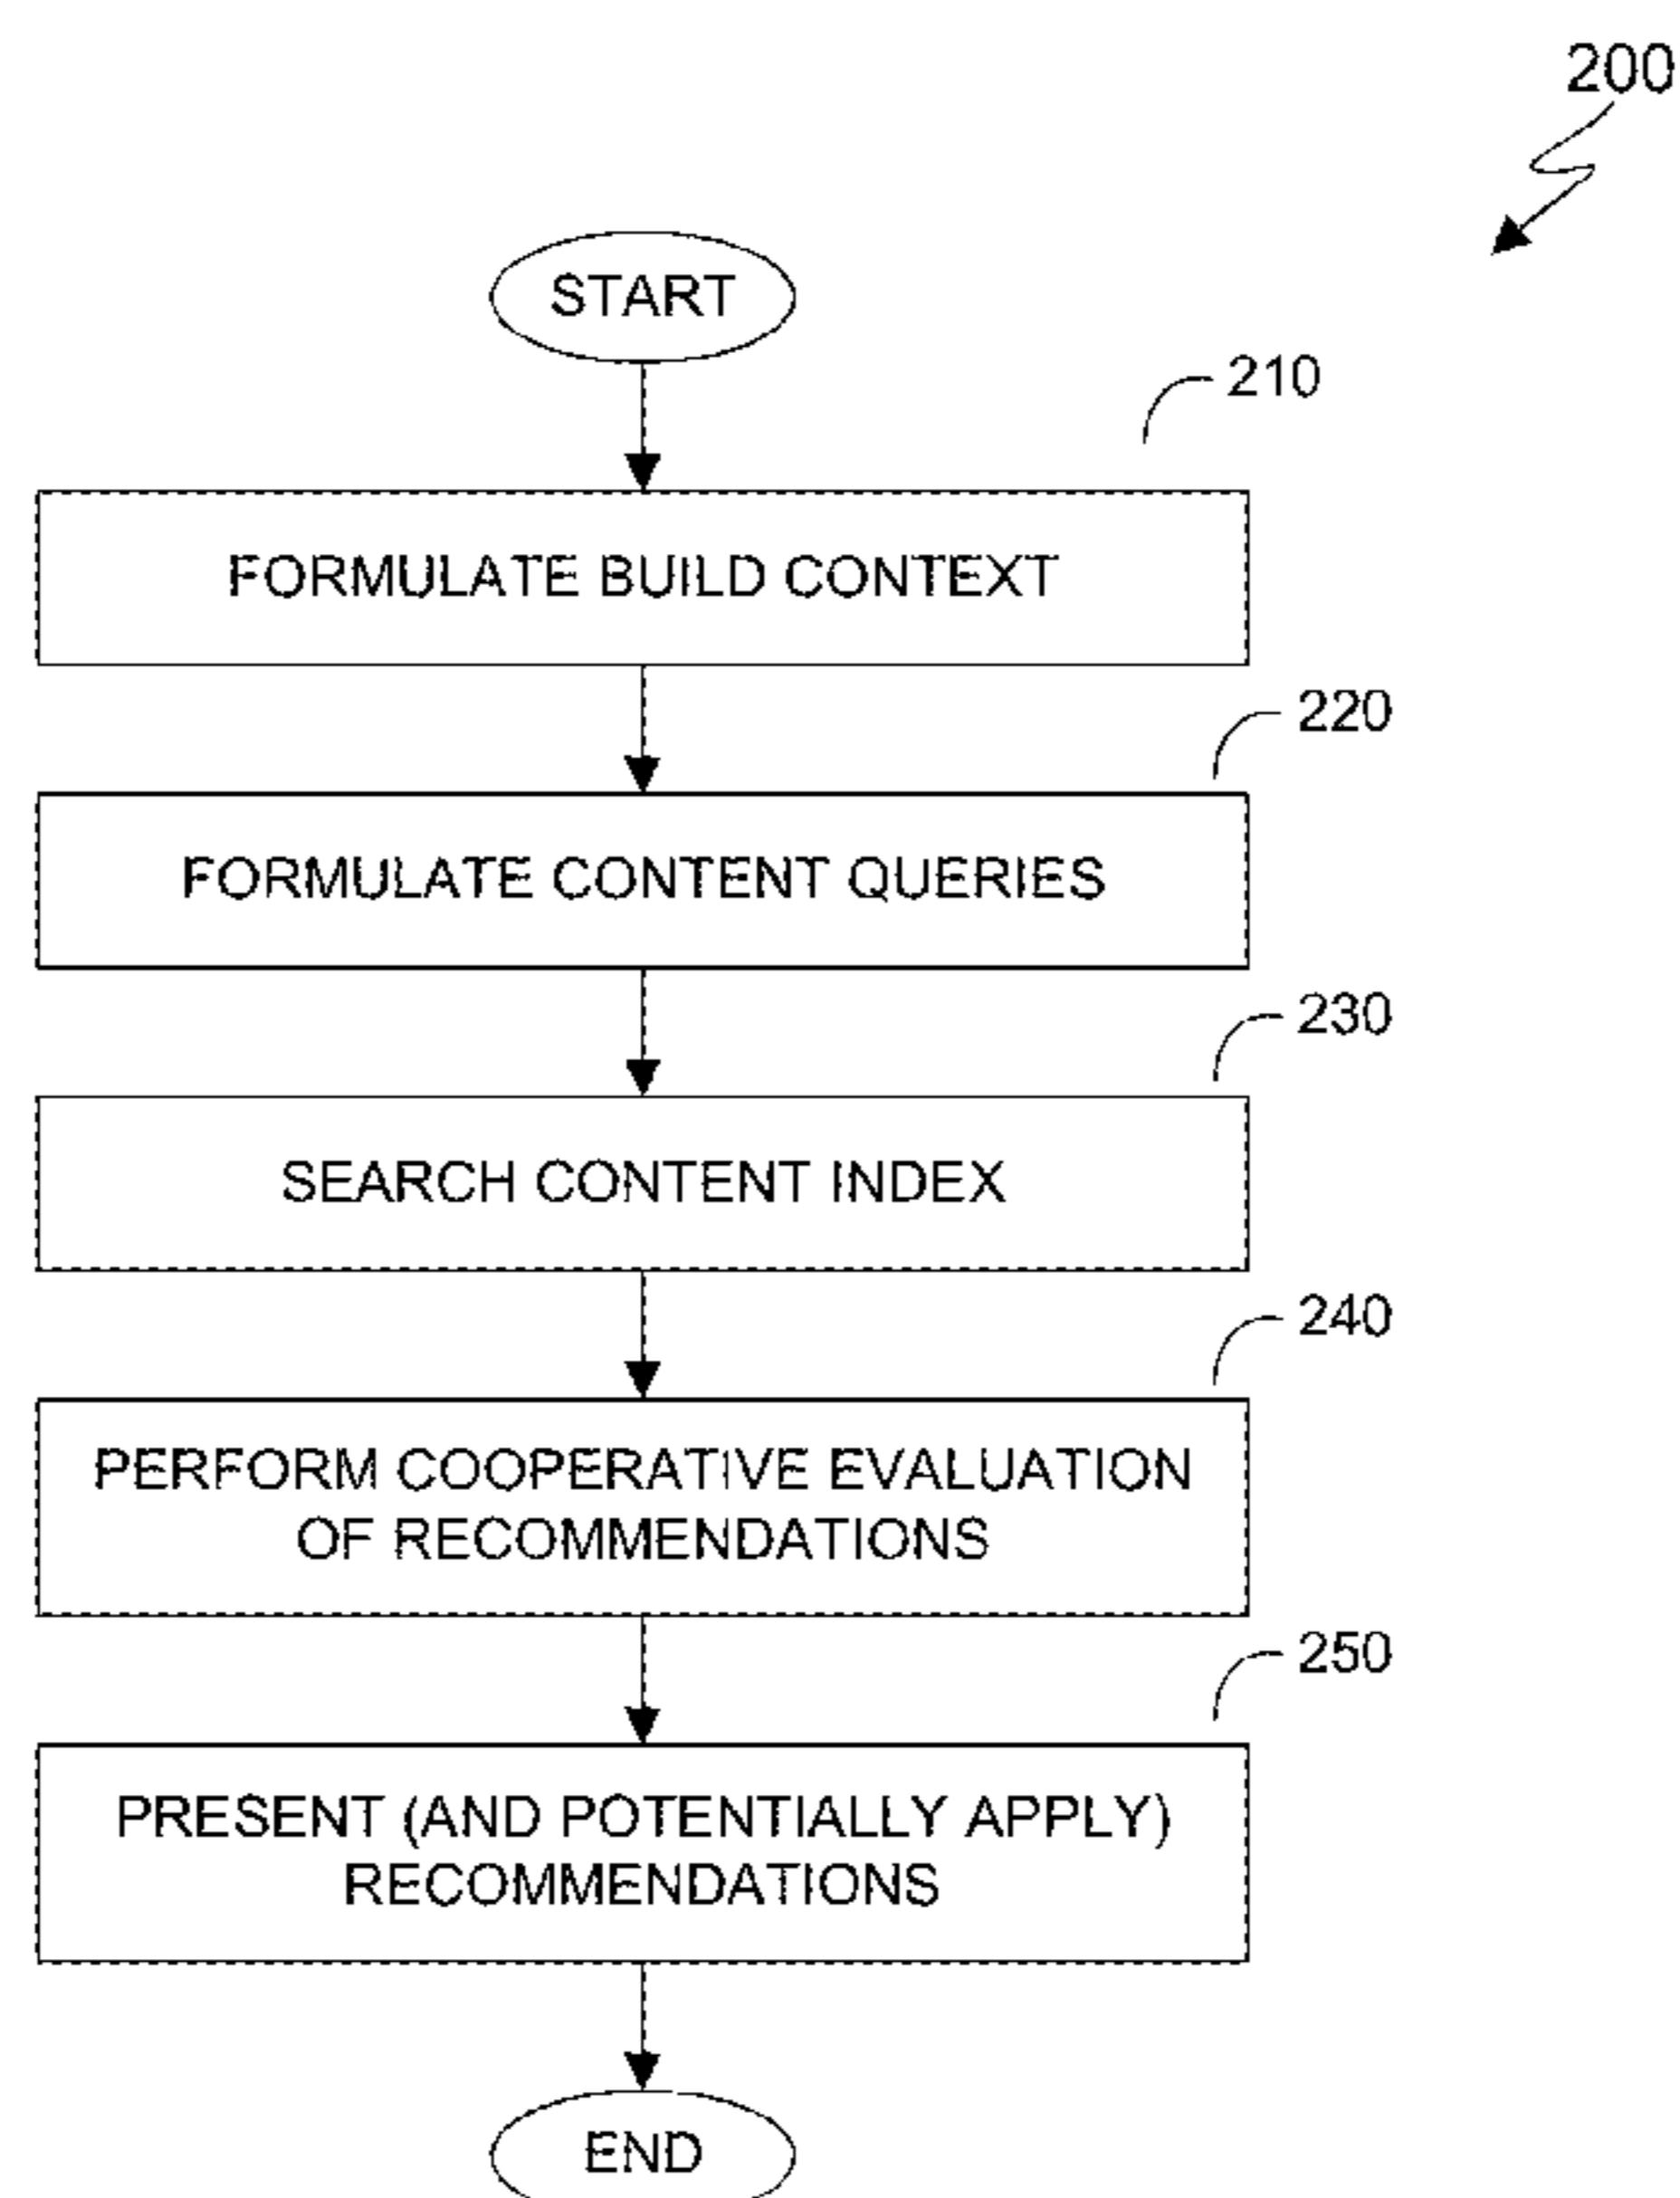 200
START
210
FORMULATE BUILD CONTEXT
220
FORMULATE CONTENT QUERIES
230
SEARCH CONTENT INDEX
240
PERFORM COOPERATIVE EVALUATION
OF RECOMMENDATIONS
250
PRESENT (AND POTENTIALLY APPLY)
RECOMMENDATIONS
END